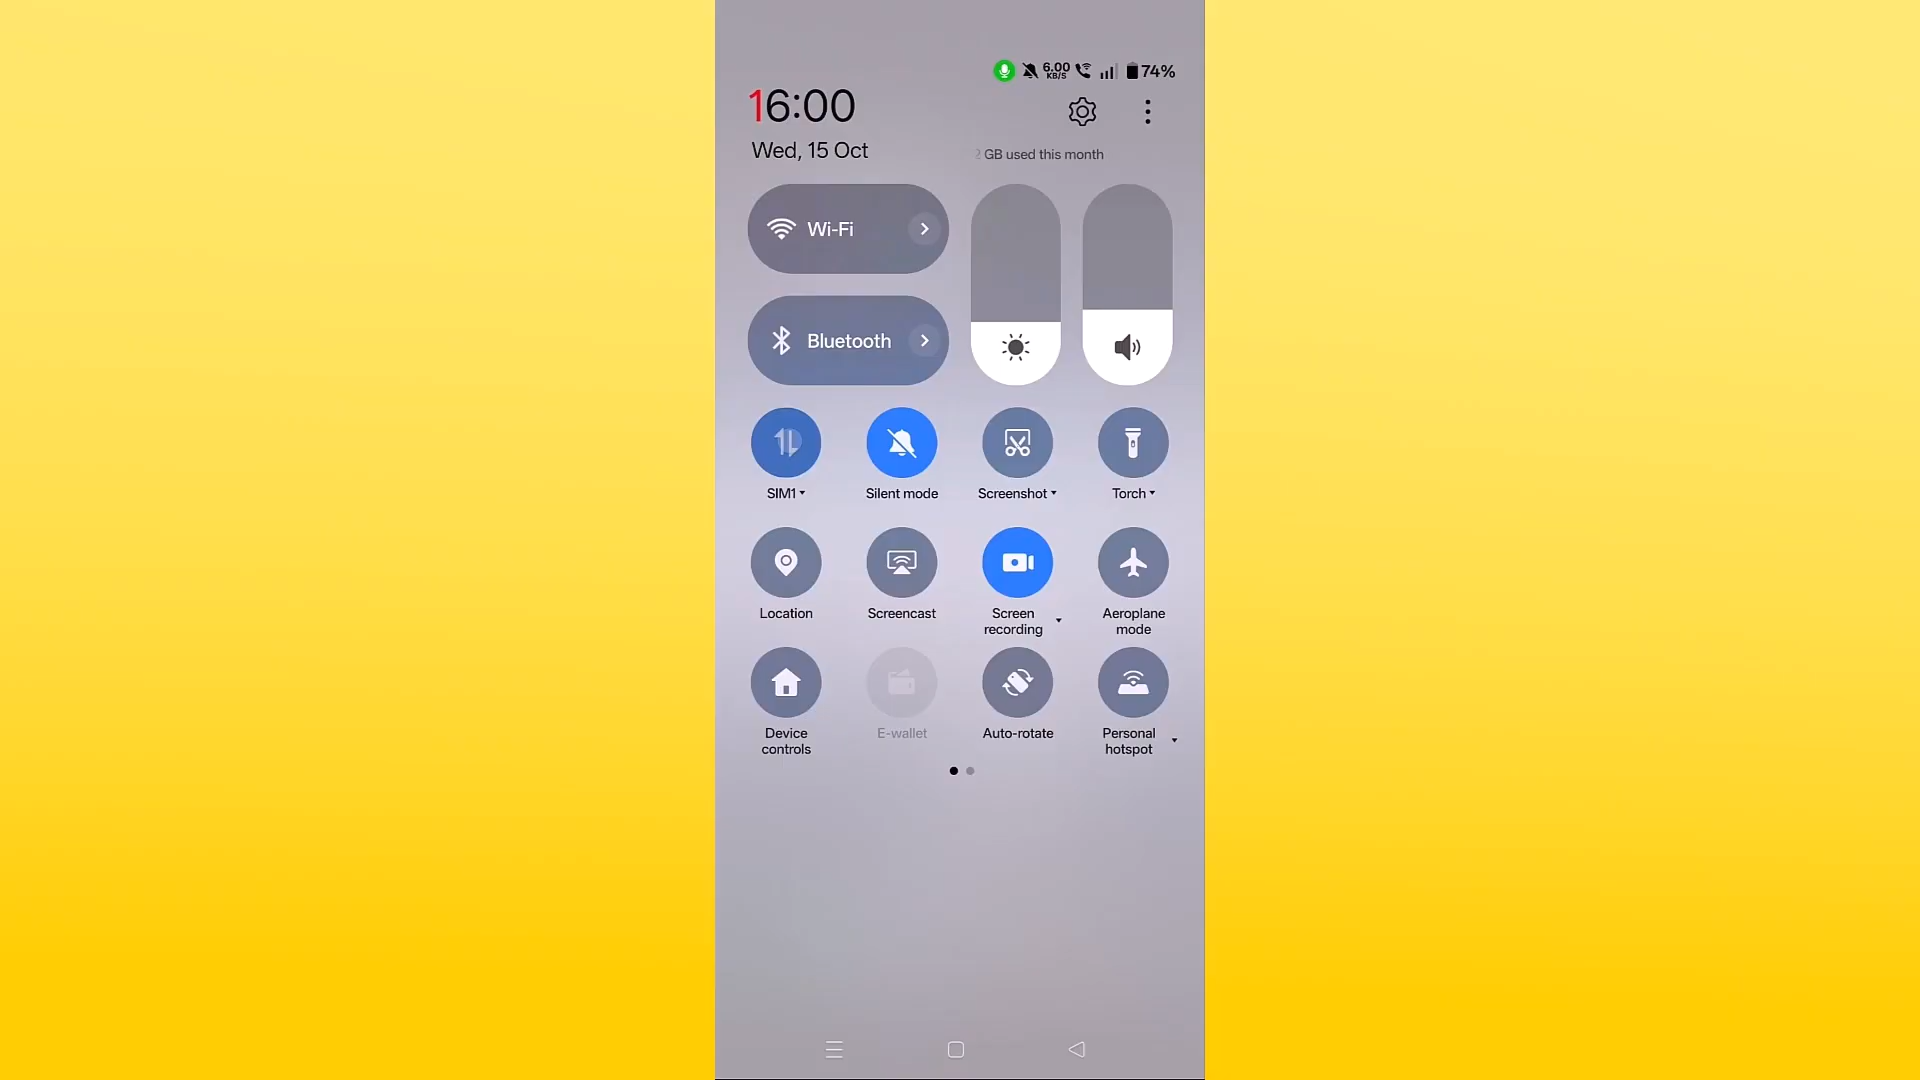 6.00
KB/S
74%
16:00
Wed, 15 Oct
GB used this month
Wi-Fi
Bluetooth
SIM1
Silent mode
Screenshot
Torch
Location
Screencast
Screen
recording
Aeroplane
mode
Device
controls
E-wallet
Auto-rotate
Personal
hotspot